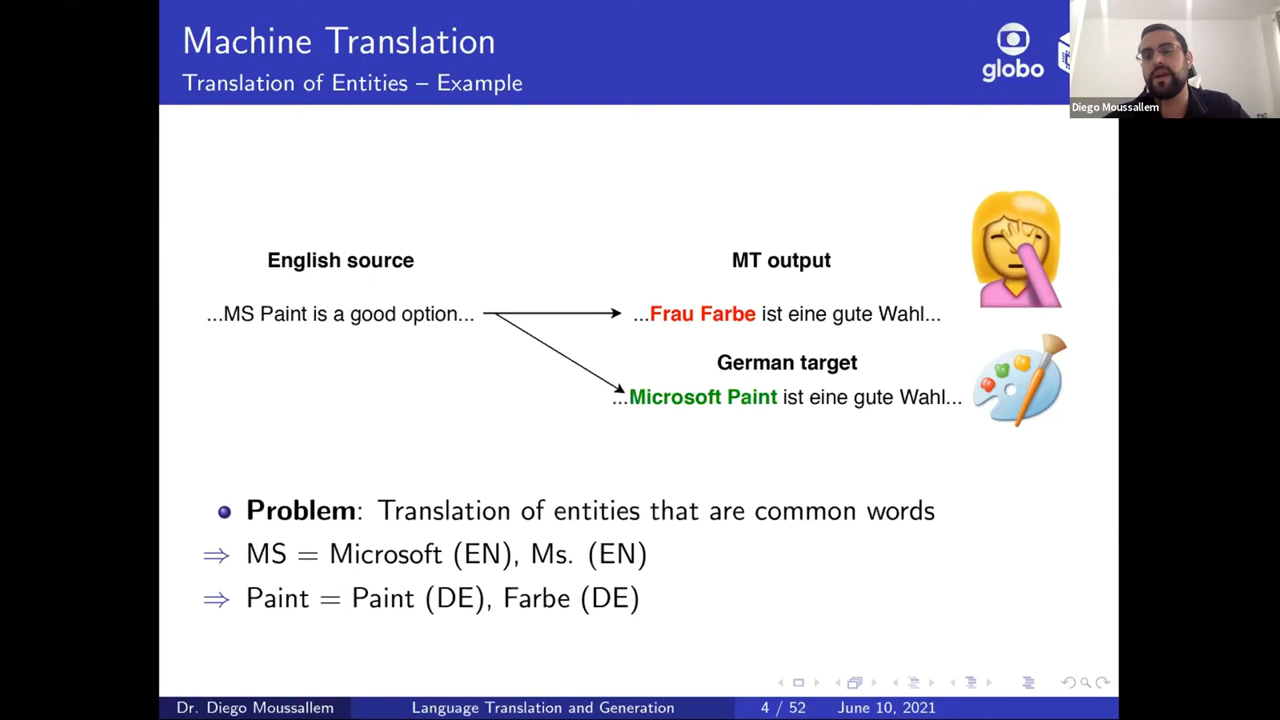 Machine Translation
Translation of Entities – Example
globo
Diego Moussallem
English source
MT output
...MS Paint is a good option...
...Frau Farbe ist eine gute Wahl...
German target
...Microsoft Paint ist eine gute Wahl...
Problem: Translation of entities that are common words
⇒ MS = Microsoft (EN), Ms. (EN)
⇒ Paint = Paint (DE), Farbe (DE)
Dr. Diego Moussallem Language Translation and Generation 4 / 52 June 10, 2021